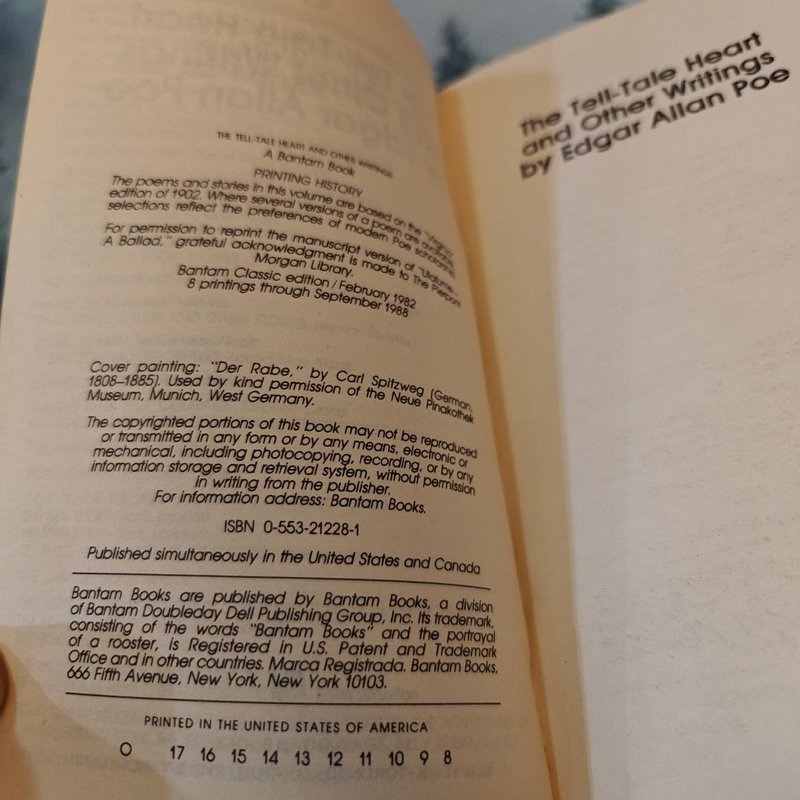 THE TELL-TALE HEART AND OTHER WRITINGS
A Bantam Book
PRINTING HISTORY
The poems and stories in this volume are based on the "Virginia"
edition of 1902. Where several versions of a poem are available,
selections reflect the preferences of modern Poe scholarship.
For permission to reprint the manuscript version of "Ulalume—
A Ballad," grateful acknowledgment is made to The Pierpont
Morgan Library.
Bantam Classic edition / February 1982
8 printings through September 1988
Cover painting: "Der Rabe," by Carl Spitzweg (German,
1808–1885). Used by kind permission of the Neue Pinakothek
Museum, Munich, West Germany.
The copyrighted portions of this book may not be reproduced
or transmitted in any form or by any means, electronic or
mechanical, including photocopying, recording, or by any
information storage and retrieval system, without permission
in writing from the publisher.
For information address: Bantam Books.
ISBN 0-553-21228-1
Published simultaneously in the United States and Canada
Bantam Books are published by Bantam Books, a division
of Bantam Doubleday Dell Publishing Group, Inc. Its trademark,
consisting of the words "Bantam Books" and the portrayal
of a rooster, is Registered in U.S. Patent and Trademark
Office and in other countries. Marca Registrada. Bantam Books,
666 Fifth Avenue, New York, New York 10103.
PRINTED IN THE UNITED STATES OF AMERICA
O 17 16 15 14 13 12 11 10 9 8
The Tell-Tale Heart
and Other Writings
by Edgar Allan Poe